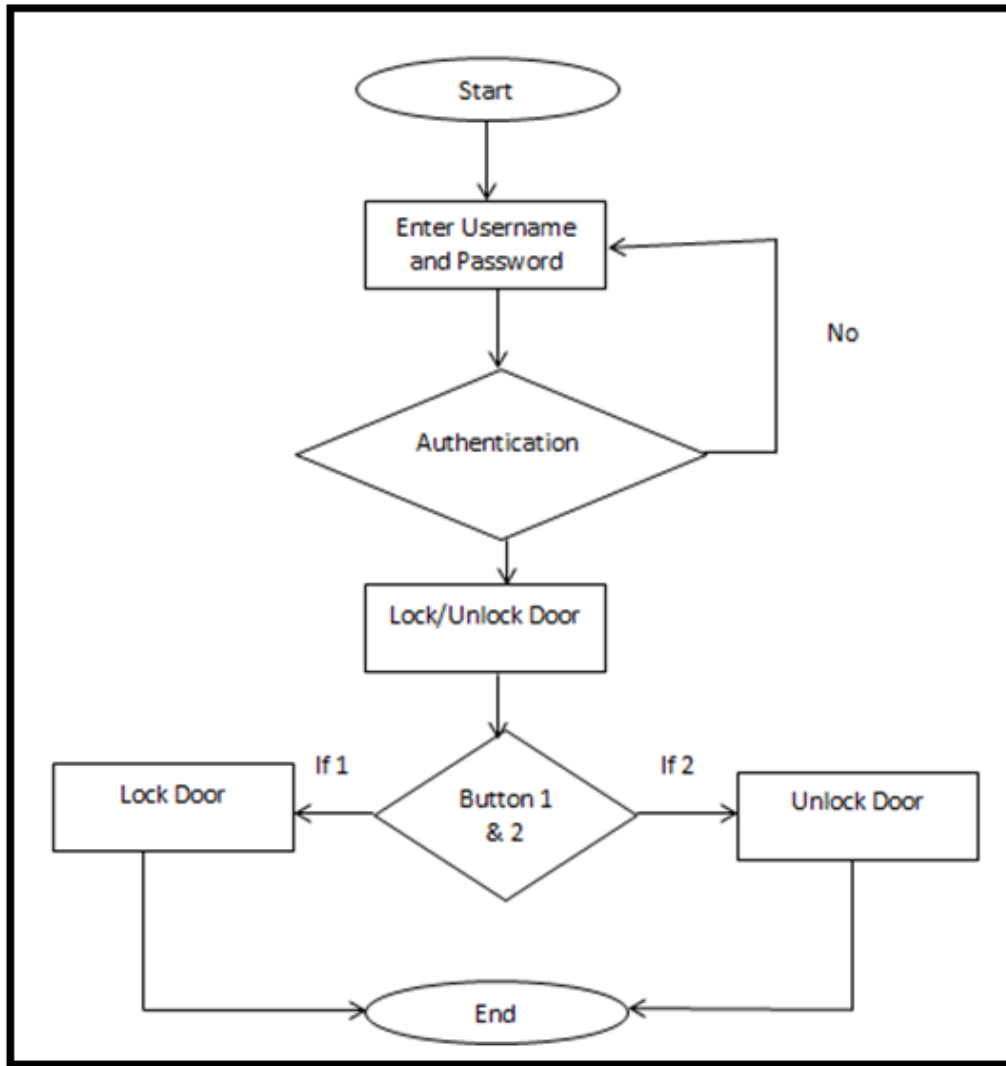 Start
Enter Username
and Password
No
Authentication
Lock/Unlock Door
If 1
If 2
Lock Door
Button 1
& 2
Unlock Door
End